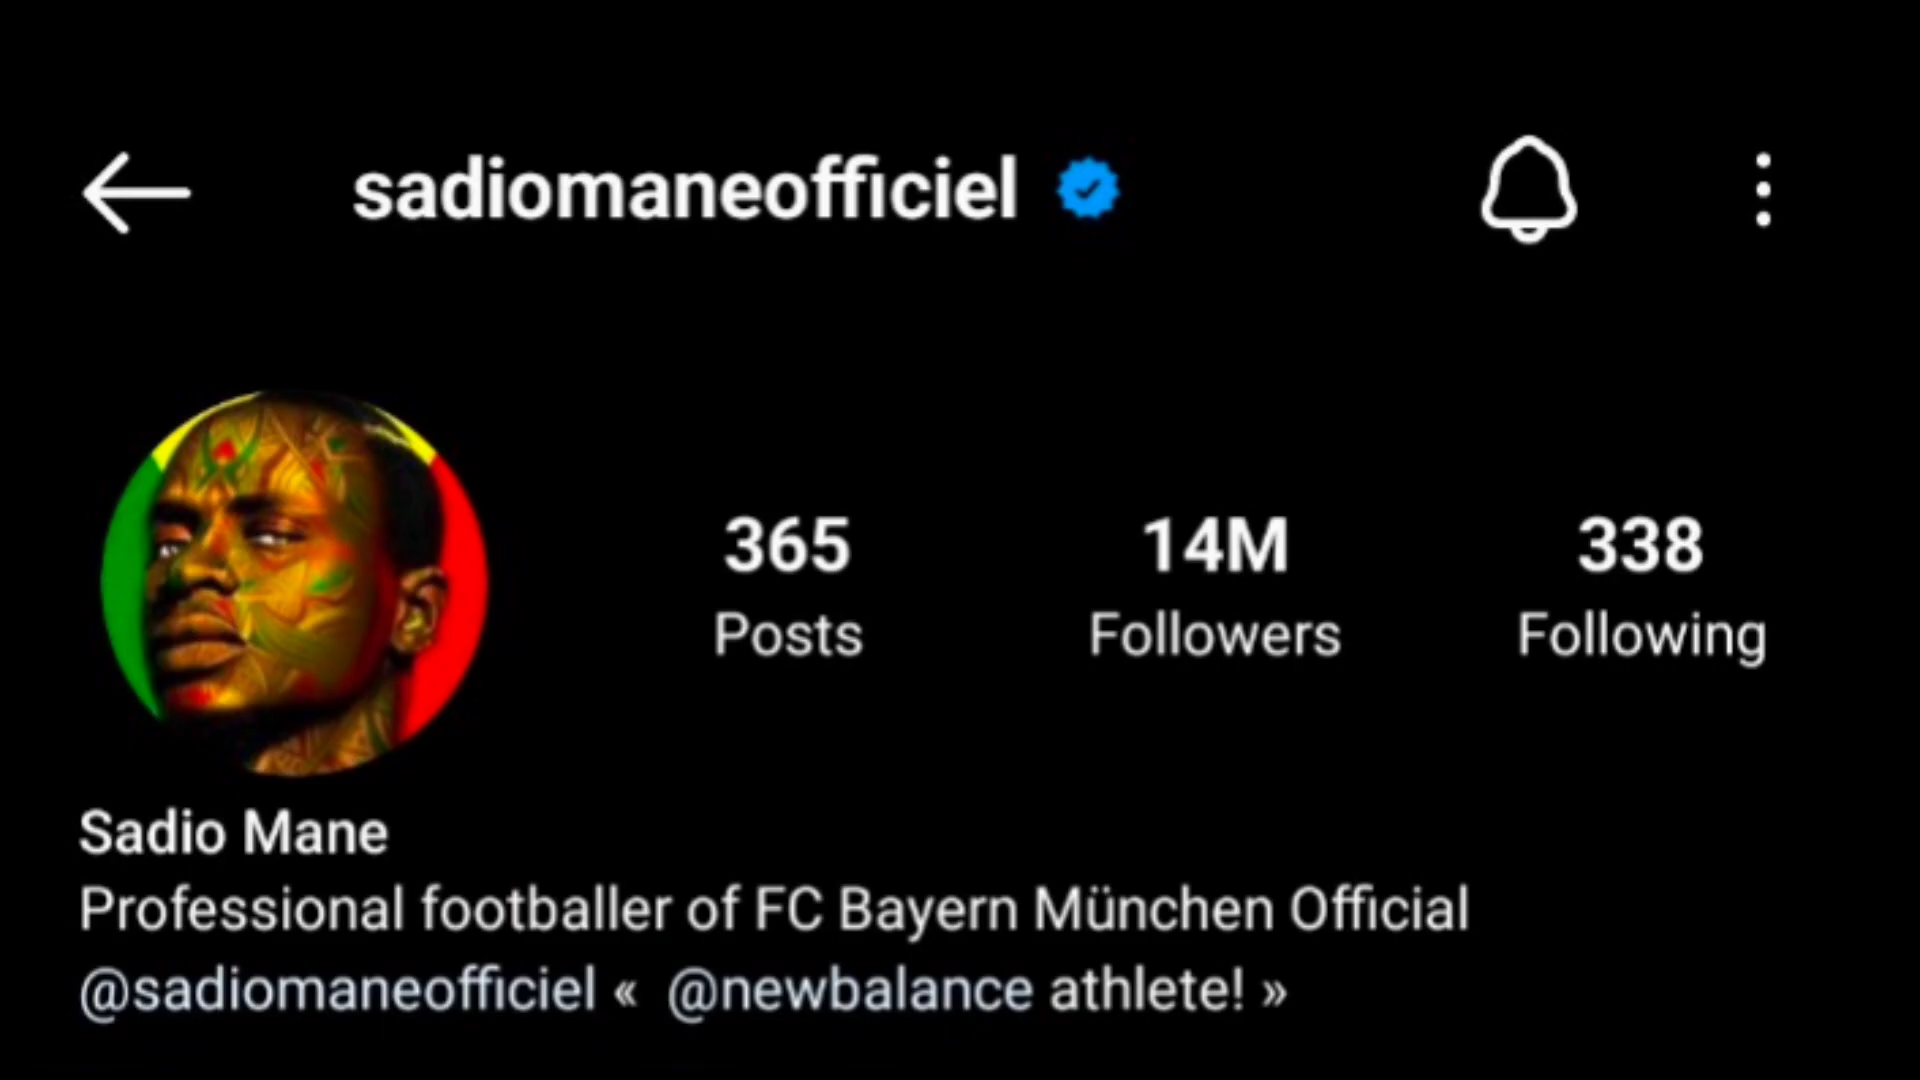 sadiomaneofficiel
365 14M 338
Posts Followers Following
Sadio Mane
Professional footballer of FC Bayern München Official
@sadiomaneofficiel « @newbalance athlete! »